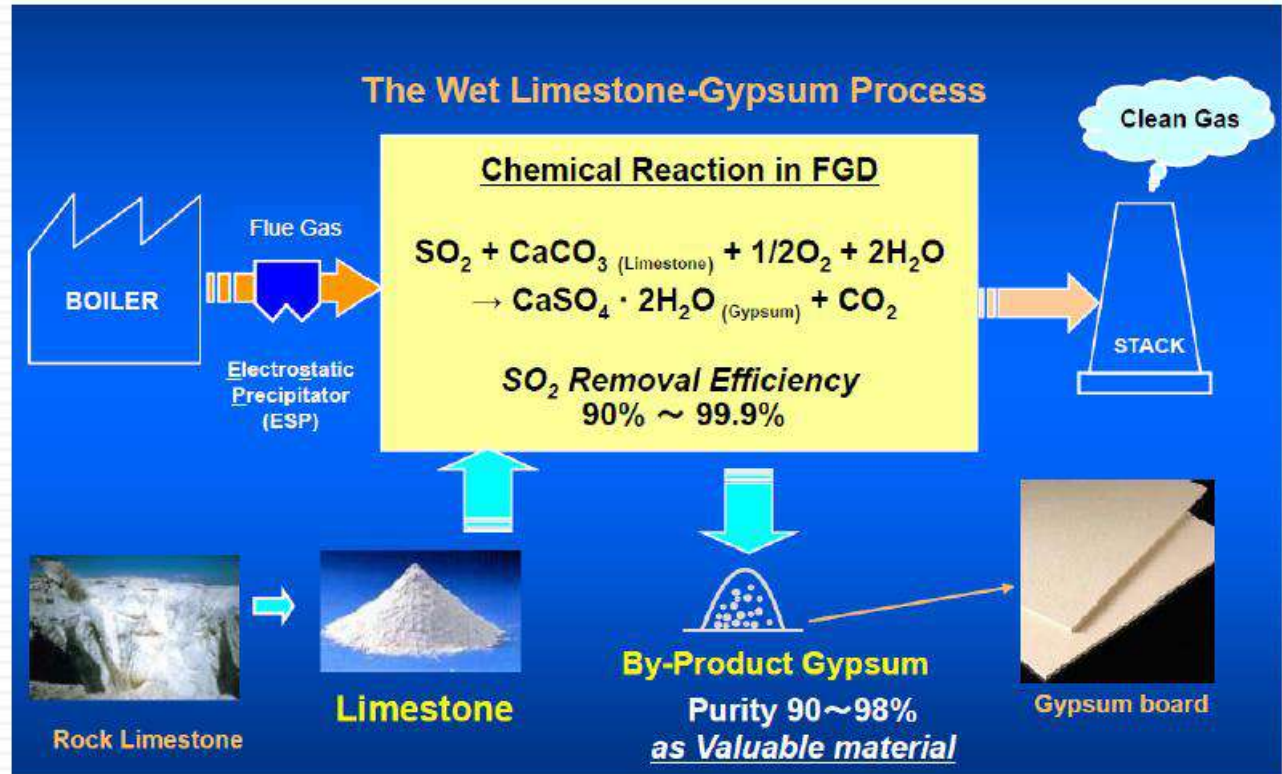 The Wet Limestone-Gypsum Process
Clean Gas
Chemical Reaction in FGD
Flue Gas
SO₂ + CaCO₃ (Limestone) + 1/2O₂ + 2H₂O
→ CaSO₄ · 2H₂O (Gypsum) + CO₂
BOILER
STACK
Electrostatic
Precipitator
(ESP)
SO₂ Removal Efficiency
90% ~ 99.9%
Rock Limestone
Limestone
By-Product Gypsum
Purity 90~98%
as Valuable material
Gypsum board